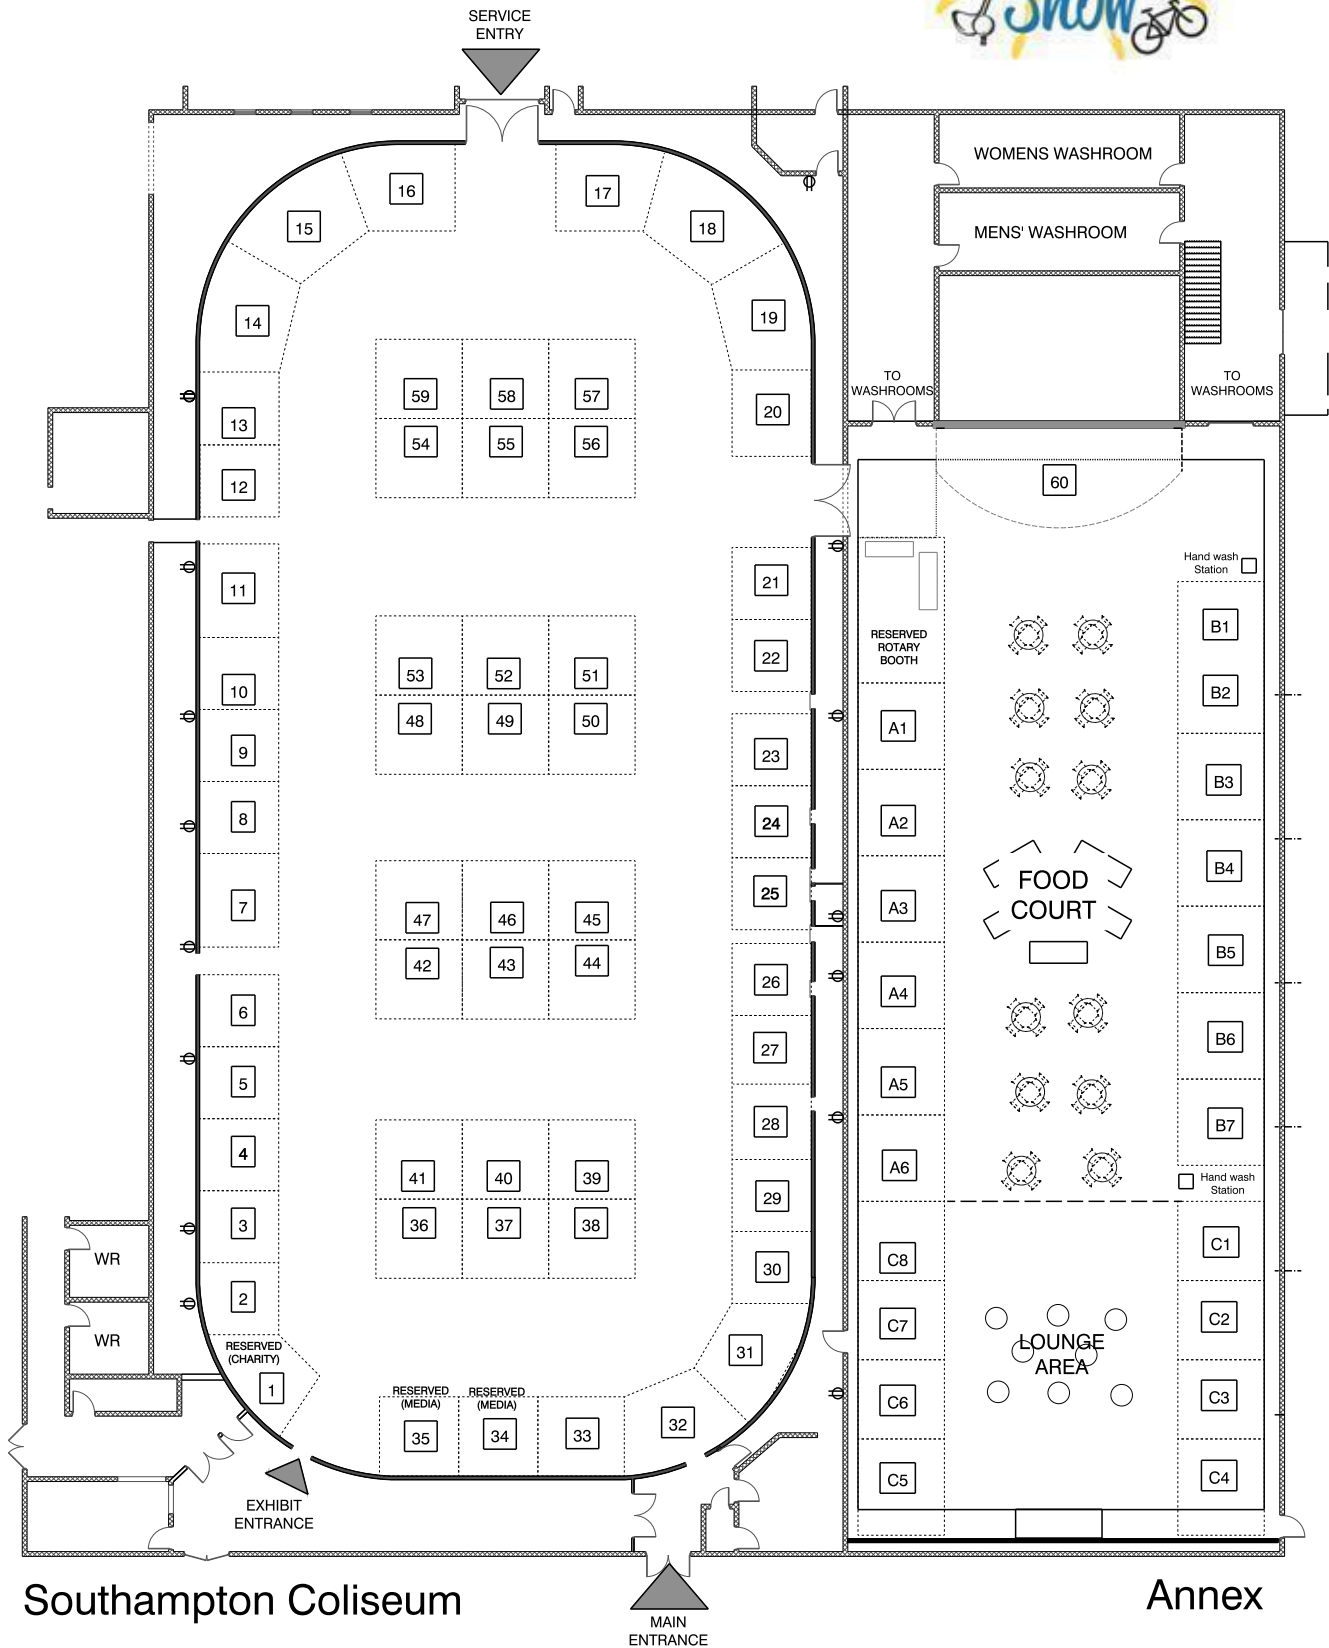 Show
SERVICE
ENTRY
WOMENS WASHROOM
MENS' WASHROOM
16
17
15
18
14
19
TO
WASHROOMS
TO
WASHROOMS
59 58 57
54 55 56
13
20
12
60
11
21
Hand wash
Station
RESERVED
ROTARY
BOOTH
B1
22
10
53 52 51
48 49 50
B2
A1
9
23
B3
8
24
A2
7
25
47 46 45
42 43 44
FOOD
COURT
A3
B4
B5
26
A4
6
27
B6
5
28
A5
B7
4
41 40 39
36 37 38
A6
Hand wash
Station
29
3
30
C8
C1
WR
2
C7
C2
WR
RESERVED
(CHARITY)
1
31
LOUNGE
AREA
RESERVED
(MEDIA)
35
RESERVED
(MEDIA)
34
33
32
C6
C3
C5
C4
EXHIBIT
ENTRANCE
Southampton Coliseum
MAIN
ENTRANCE
Annex